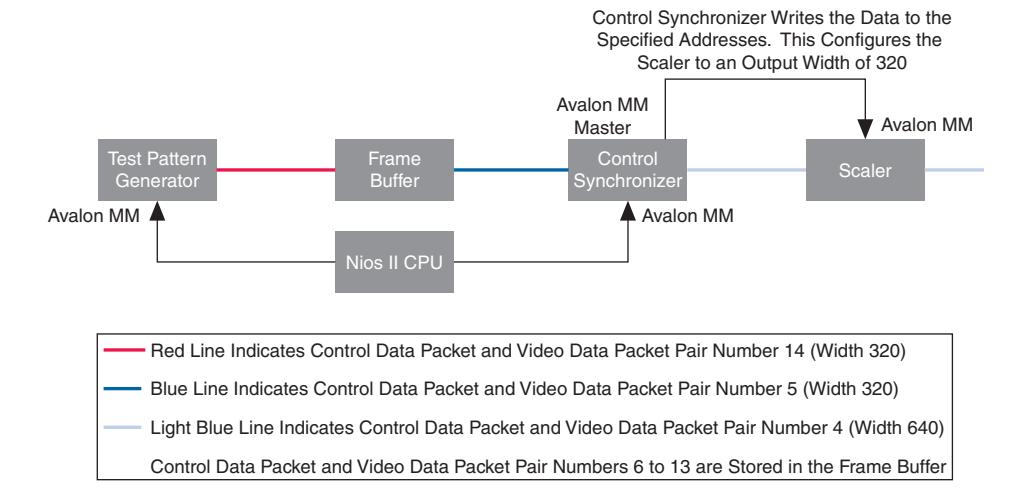 Control Synchronizer Writes the Data to the
Specified Addresses. This Configures the
Scaler to an Output Width of 320
Avalon MM
Master
Avalon MM
Test Pattern
Generator
Frame
Buffer
Control
Synchronizer
Scaler
Avalon MM
Avalon MM
Nios II CPU
Red Line Indicates Control Data Packet and Video Data Packet Pair Number 14 (Width 320)
Blue Line Indicates Control Data Packet and Video Data Packet Pair Number 5 (Width 320)
Light Blue Line Indicates Control Data Packet and Video Data Packet Pair Number 4 (Width 640)
Control Data Packet and Video Data Packet Pair Numbers 6 to 13 are Stored in the Frame Buffer